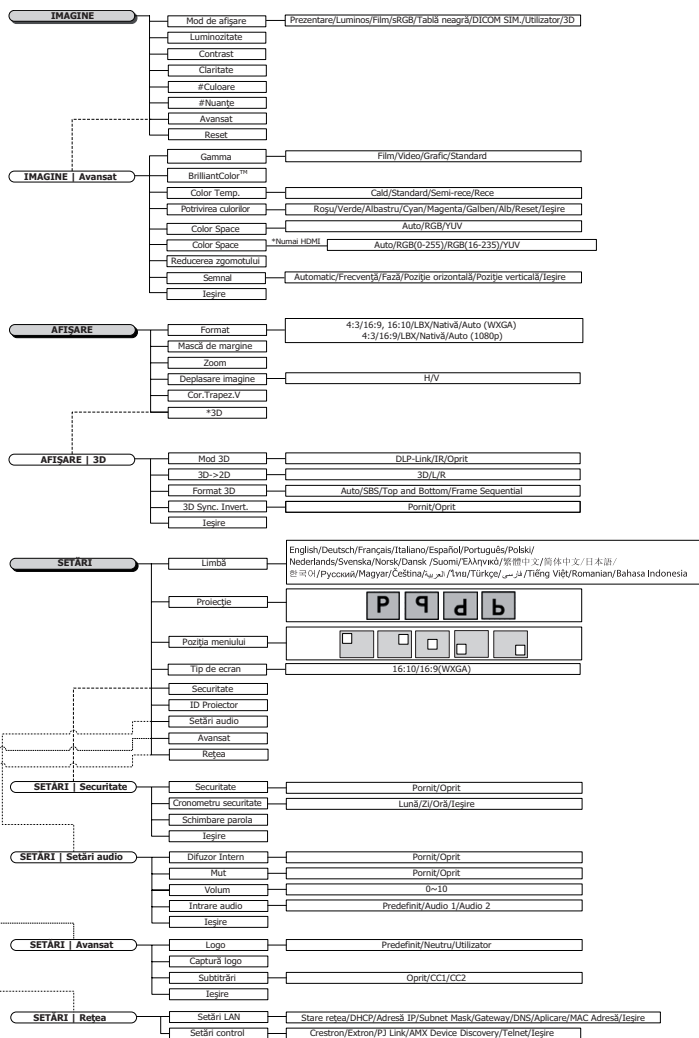 IMAGINE
Mod de afişare
Prezentare/Luminos/Film/sRGB/Tablă neagră/DICOM SIM./Utilizator/3D
Luminozitate
Contrast
Claritate
#Culoare
#Nuanţe
Avansat
Reset
IMAGINE | Avansat
Gamma
Film/Video/Grafic/Standard
BrilliantColor™
Color Temp.
Cald/Standard/Semi-rece/Rece
Potrivirea culorilor
Roşu/Verde/Albastru/Cyan/Magenta/Galben/Alb/Reset/Ieşire
Color Space
Auto/RGB/YUV
Color Space
*Numai HDMI
Auto/RGB(0-255)/RGB(16-235)/YUV
Reducerea zgomotului
Semnal
Automatic/Frecvenţă/Fază/Poziţie orizontală/Poziţie verticală/Ieşire
Ieşire
AFIŞARE
Format
4:3/16:9, 16:10/LBX/Nativă/Auto (WXGA)
4:3/16:9/LBX/Nativă/Auto (1080p)
Mască de margine
Zoom
Deplasare imagine
H/V
Cor.Trapez.V
*3D
AFIŞARE | 3D
Mod 3D
DLP-Link/IR/Oprit
3D->2D
3D/L/R
Format 3D
Auto/SBS/Top and Bottom/Frame Sequential
3D Sync. Invert.
Pornit/Oprit
Ieşire
SETĂRI
Limbă
English/Deutsch/Français/Italiano/Español/Português/Polski/
Nederlands/Svenska/Norsk/Dansk /Suomi/Ελληνικά/繁體中文/简体中文/日本語/
한국어/Русский/Magyar/Čeština/العربية/ไทย/Türkçe/فارسی/Tiếng Việt/Romanian/Bahasa Indonesia
Proiecţie
P P P P
Poziţia meniului
Tip de ecran
16:10/16:9(WXGA)
Securitate
ID Proiector
Setări audio
Avansat
Reţea
SETĂRI | Securitate
Securitate
Pornit/Oprit
Cronometru securitate
Lună/Zi/Oră/Ieşire
Schimbare parola
Ieşire
SETĂRI | Setări audio
Difuzor Intern
Pornit/Oprit
Mut
Pornit/Oprit
Volum
0~10
Intrare audio
Predefinit/Audio 1/Audio 2
Ieşire
SETĂRI | Avansat
Logo
Predefinit/Neutru/Utilizator
Captură logo
Subtitrări
Oprit/CC1/CC2
Ieşire
SETĂRI | Reţea
Setări LAN
Stare reţea/DHCP/Adresă IP/Subnet Mask/Gateway/DNS/Aplicare/MAC Adresă/Ieşire
Setări control
Crestron/Extron/PJ Link/AMX Device Discovery/Telnet/Ieşire